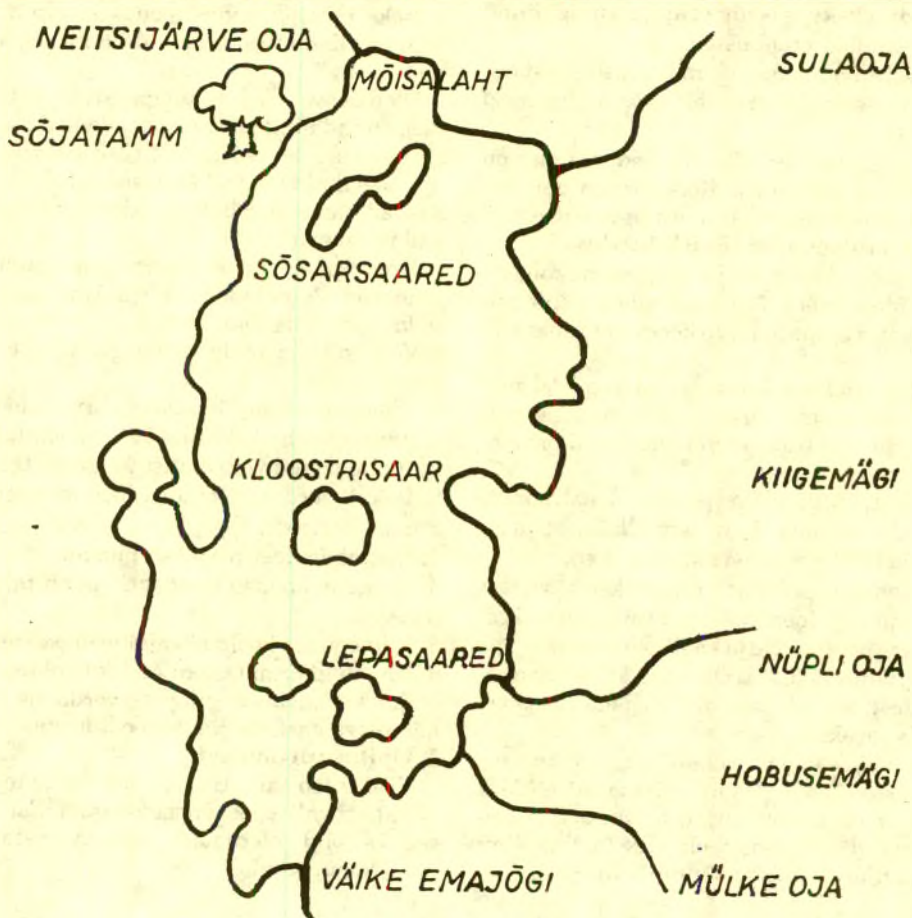 NEITSIJÄRVE OJA
SULAOJA
MÕISALAHT
SÕJATAMM
SÕSARSAARED
KLOOSTRISAAR
KIIGEMÄGI
LEPASAARED
NÜPLI OJA
HOBUSEMÄGI
VÄIKE EMAJÕGI
MÜLKE OJA